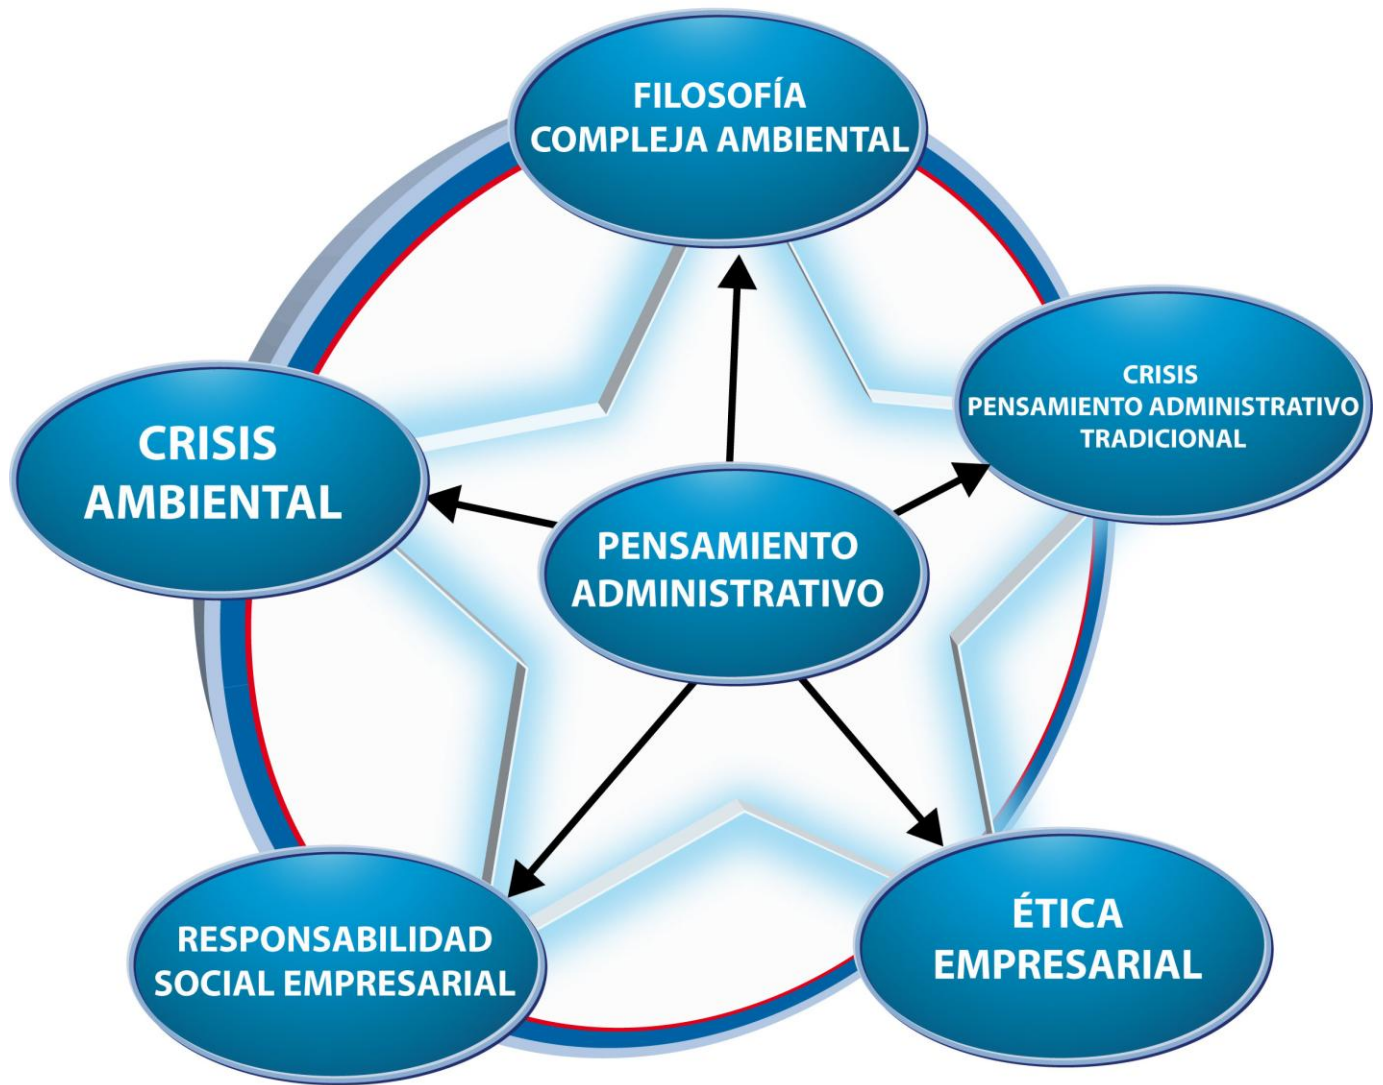 FILOSOFÍA
COMPLEJA AMBIENTAL
CRISIS
PENSAMIENTO ADMINISTRATIVO
TRADICIONAL
CRISIS
AMBIENTAL
PENSAMIENTO
ADMINISTRATIVO
RESPONSABILIDAD
SOCIAL EMPRESARIAL
ÉTICA
EMPRESARIAL